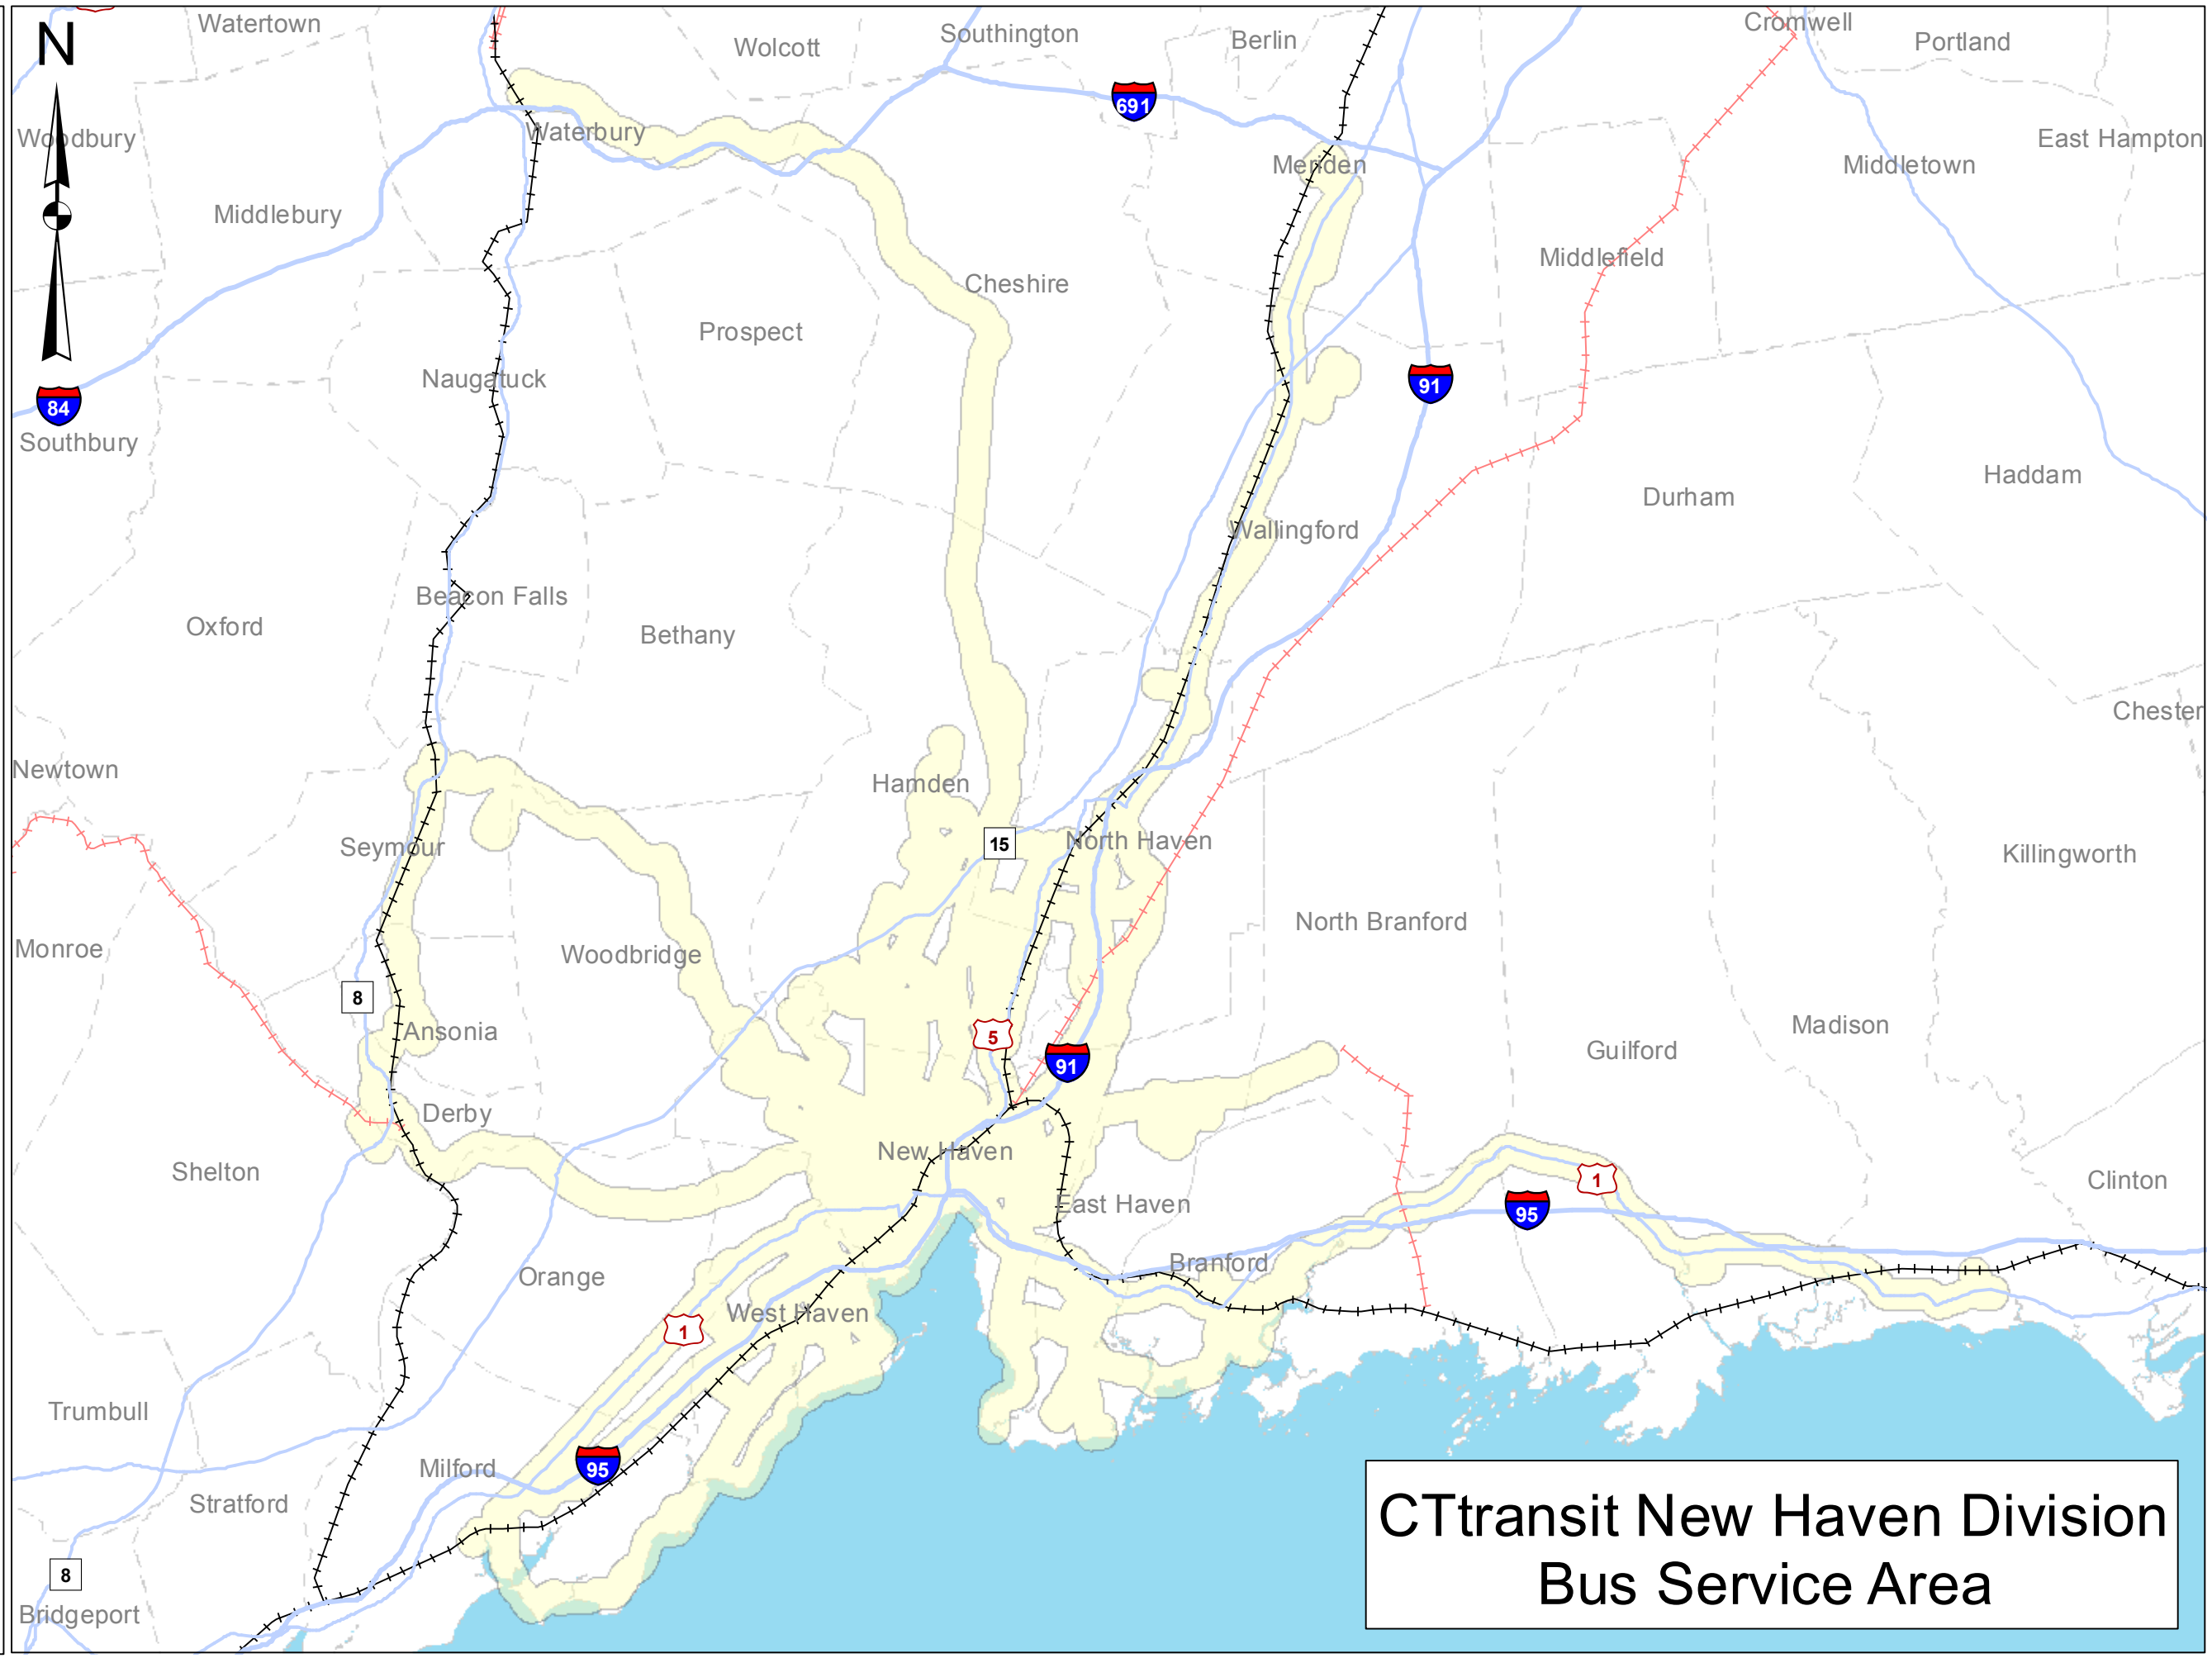 N
Watertown
Wolcott
Southington
Berlin
Cromwell
Portland
691
Woodbury
Waterbury
Meriden
Middletown
East Hampton
Middlebury
Middlefield
Cheshire
Prospect
Naugatuck
91
84
Southbury
Haddam
Durham
Wallingford
Beacon Falls
Oxford
Bethany
Chester
Newtown
Hamden
Seymour
15
North Haven
Killingworth
Monroe
Woodbridge
North Branford
8
Ansonia
5
91
Guilford
Madison
Derby
New Haven
Shelton
East Haven
1
95
Clinton
Branford
Orange
West Haven
1
Trumbull
Milford
95
Stratford
8
Bridgeport
CTtransit New Haven Division
Bus Service Area